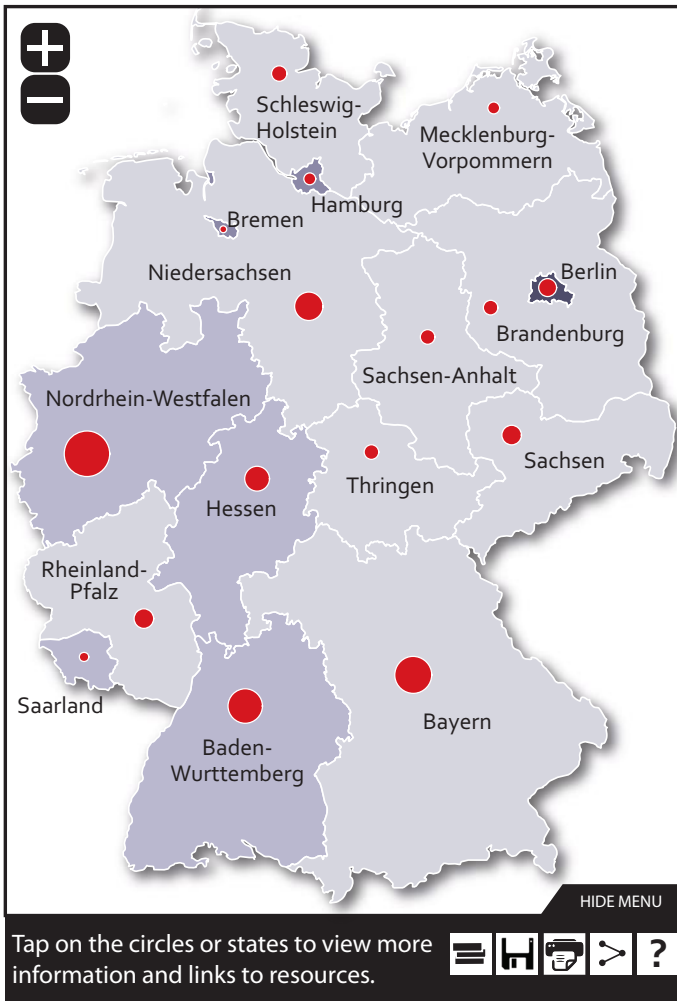 Schleswig-
Holstein
Mecklenburg-
Vorpommern
Hamburg
Bremen
Niedersachsen
Berlin
Brandenburg
Sachsen-Anhalt
Nordrhein-Westfalen
Hessen
Thringen
Sachsen
Rheinland-
Pfalz
Saarland
Baden-
Wurttemberg
Bayern
HIDE MENU
Tap on the circles or states to view more
information and links to resources.
?